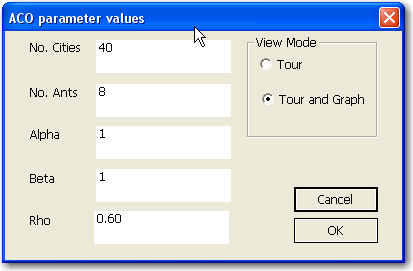 ACO parameter values
No. Cities 40
No. Ants 8
Alpha 1
Beta 1
Rho 0.60
View Mode
Tour
Tour and Graph
Cancel
OK